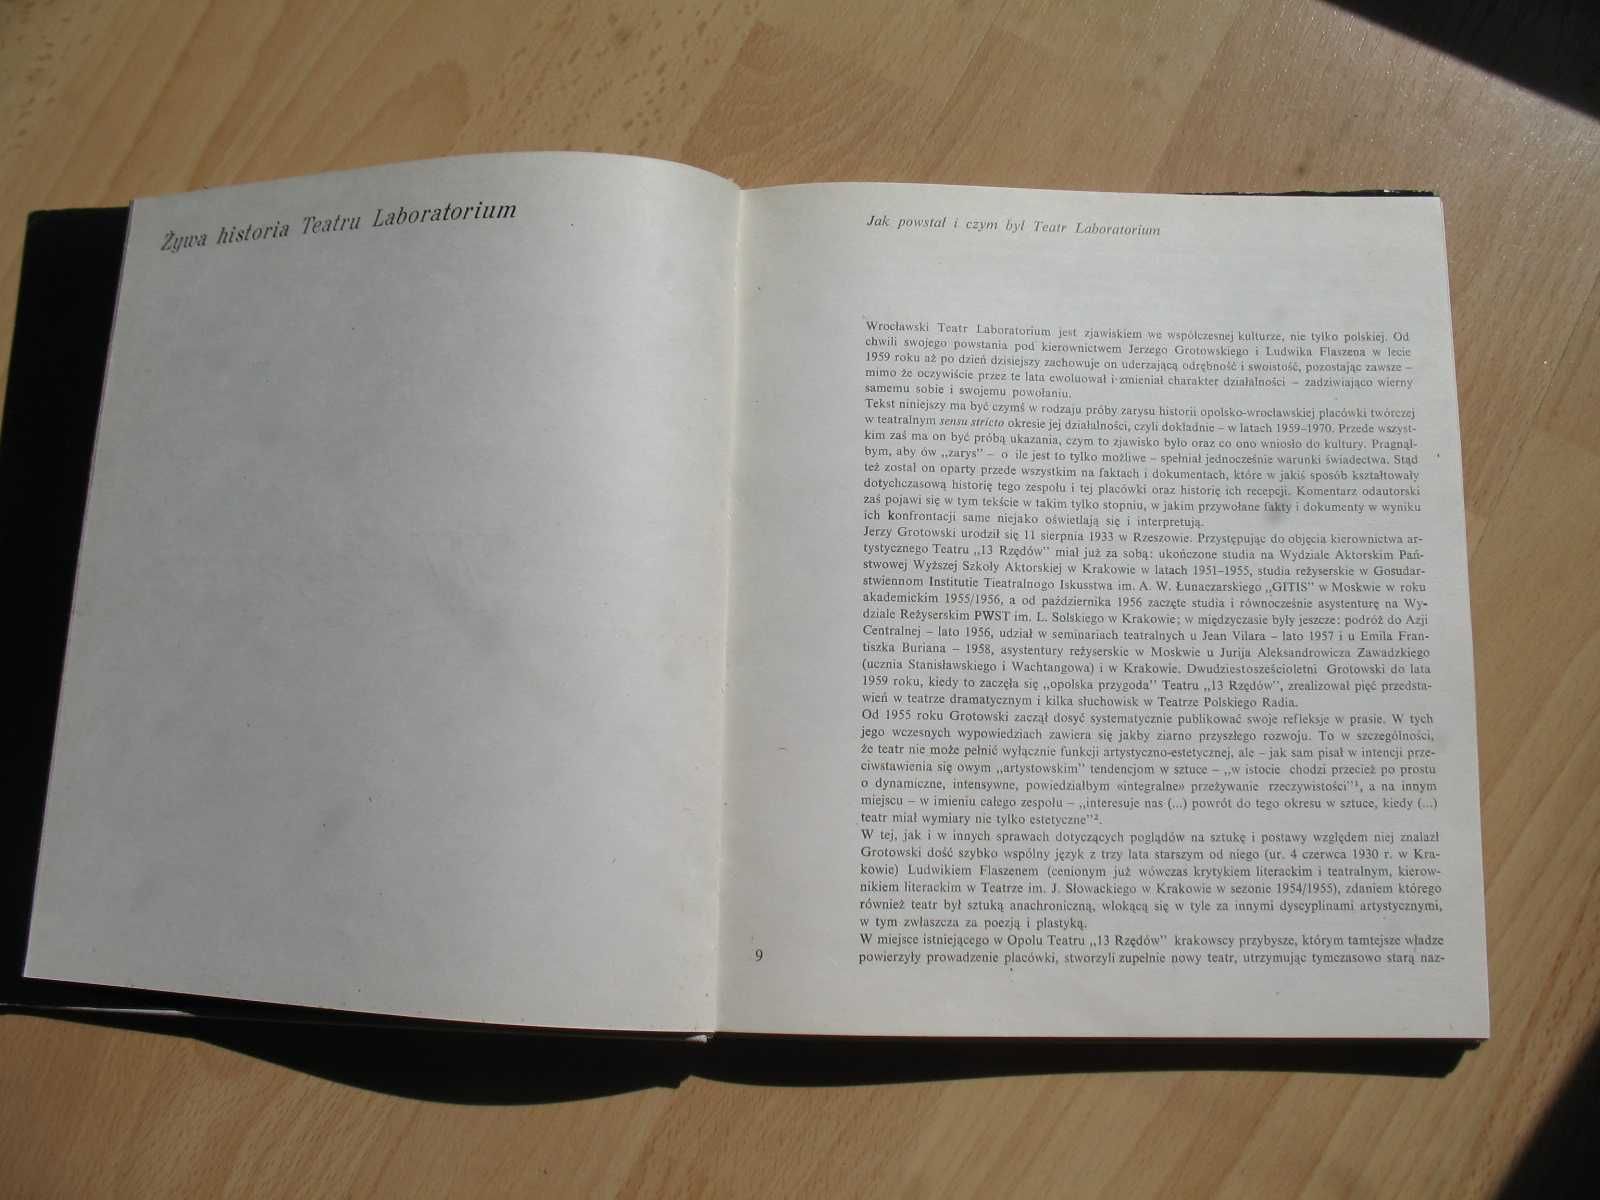 Żywa historia Teatru Laboratorium
Jak powstał i czym był Teatr Laboratorium
Wrocławski Teatr Laboratorium jest zjawiskiem we współczesnej kulturze, nie tylko polskiej. Od
chwili swojego powstania pod kierownictwem Jerzego Grotowskiego i Ludwika Flaszena w lecie
1959 roku aż po dzień dzisiejszy zachowuje on uderzającą odrębność i swoistość, pozostając zawsze –
mimo że oczywiście przez te lata ewoluował i zmieniał charakter działalności – zadziwiająco wierny
samemu sobie i swojemu powołaniu.
Tekst niniejszy ma być czymś w rodzaju próby zarysu historii opolsko-wrocławskiej placówki twórczej
w teatralnym sensu stricto okresie jej działalności, czyli dokładnie – w latach 1959–1970. Przede wszyst-
kim zaś ma on być próbą ukazania, czym to zjawisko było oraz co ono wniosło do kultury. Pragnął-
bym, aby ów „zarys” – o ile jest to tylko możliwe – spełniał jednocześnie warunki świadectwa. Stąd
też został on oparty przede wszystkim na faktach i dokumentach, które w jakiś sposób kształtowały
dotychczasową historię tego zespołu i tej placówki oraz historię ich recepcji. Komentarz odautorski
zaś pojawi się w tym tekście w takim tylko stopniu, w jakim przywołane fakty i dokumenty w wyniku
ich konfrontacji same niejako oświetlają się i interpretują.
Jerzy Grotowski urodził się 11 sierpnia 1933 w Rzeszowie. Przystępując do objęcia kierownictwa ar-
tystycznego Teatru „13 Rzędów” miał już za sobą: ukończone studia na Wydziale Aktorskim Pań-
stwowej Wyższej Szkoły Aktorskiej w Krakowie w latach 1951–1955, studia reżyserskie w Gosudar-
stwiennom Institutie Tieatralnogo Iskusstwa im. A. W. Łunaczarskiego „GITIS” w Moskwie w roku
akademickim 1955/1956, a od października 1956 zaczęte studia i równocześnie asystenturę na Wy-
dziale Reżyserskim PWST im. L. Solskiego w Krakowie; w międzyczasie były jeszcze: podróż do Azji
Centralnej – lato 1956, udział w seminariach teatralnych u Jean Vilara – lato 1957 i u Emila Fran-
tiszka Buriana – 1958, asystentury reżyserskie w Moskwie u Jurija Aleksandrowicza Zawadzkiego
(ucznia Stanisławskiego i Wachtangowa) i w Krakowie. Dwudziestosześcioletni Grotowski do lata
1959 roku, kiedy to zaczęła się „opolska przygoda” Teatru „13 Rzędów”, zrealizował pięć przedsta-
wień w teatrze dramatycznym i kilka słuchowisk w Teatrze Polskiego Radia.
Od 1955 roku Grotowski zaczął dosyć systematycznie publikować swoje refleksje w prasie. W tych
jego wczesnych wypowiedziach zawiera się jakby ziarno przyszłego rozwoju. To w szczególności,
że teatr nie może pełnić wyłącznie funkcji artystyczno-estetycznej, ale – jak sam pisał w intencji prze-
ciwstawienia się owym „artystowskim” tendencjom w sztuce – „w istocie chodzi przecież po prostu
o dynamiczne, intensywne, powiedziałbym «integralne» przeżywanie rzeczywistości”¹, a na innym
miejscu – w imieniu całego zespołu – „interesuje nas (...) powrót do tego okresu w sztuce, kiedy (...)
teatr miał wymiary nie tylko estetyczne”².
W tej, jak i w innych sprawach dotyczących poglądów na sztukę i postawy względem niej znalazł
Grotowski dość szybko wspólny język z trzy lata starszym od niego (ur. 4 czerwca 1930 r. w Kra-
kowie) Ludwikiem Flaszenem (cenionym już wówczas krytykiem literackim i teatralnym, kierow-
nikiem literackim w Teatrze im. J. Słowackiego w Krakowie w sezonie 1954/1955), zdaniem którego
również teatr był sztuką anachroniczną, wlokącą się w tyle za innymi dyscyplinami artystycznymi,
w tym zwłaszcza za poezją i plastyką.
W miejsce istniejącego w Opolu Teatru „13 Rzędów” krakowscy przybysze, którym tamtejsze władze
powierzyły prowadzenie placówki, stworzyli zupełnie nowy teatr, utrzymując tymczasowo starą naz-
9